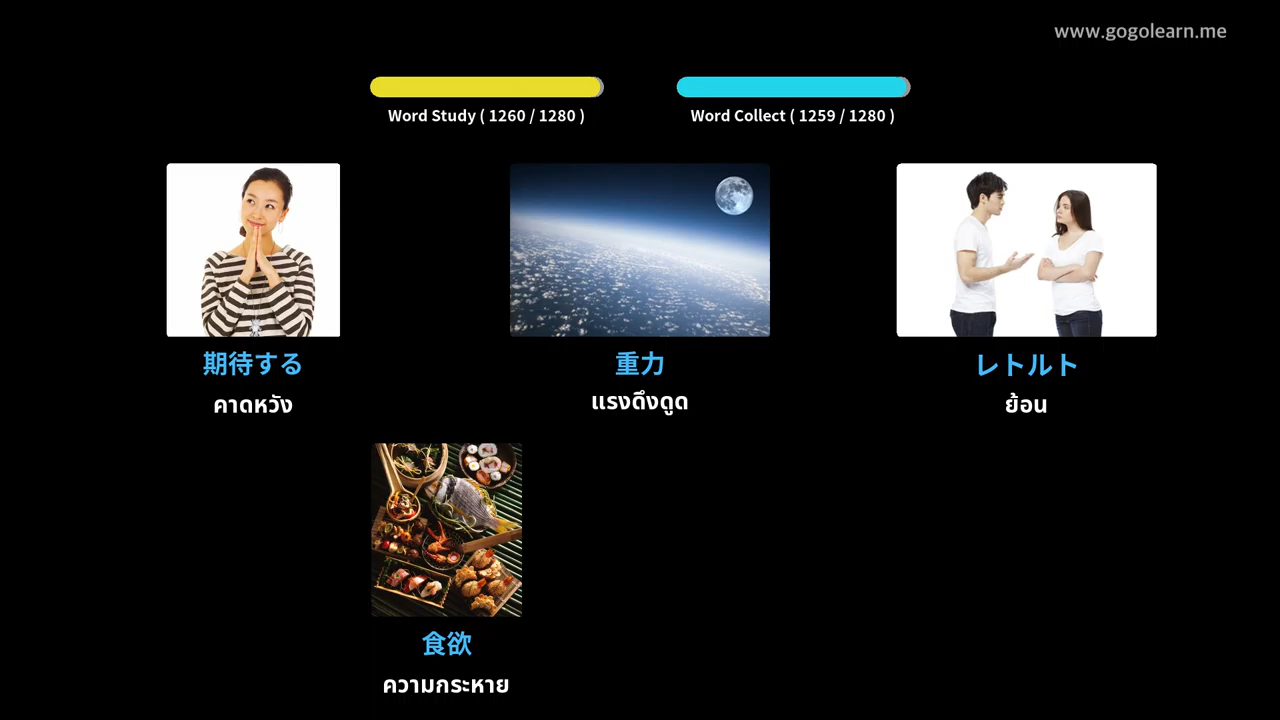 www.gogolearn.me
Word Study ( 1260 / 1280 )
Word Collect ( 1259 / 1280 )
期待する
คาดหวัง
重力
แรงดึงดูด
レトルト
ย้อน
食欲
ความกระหาย